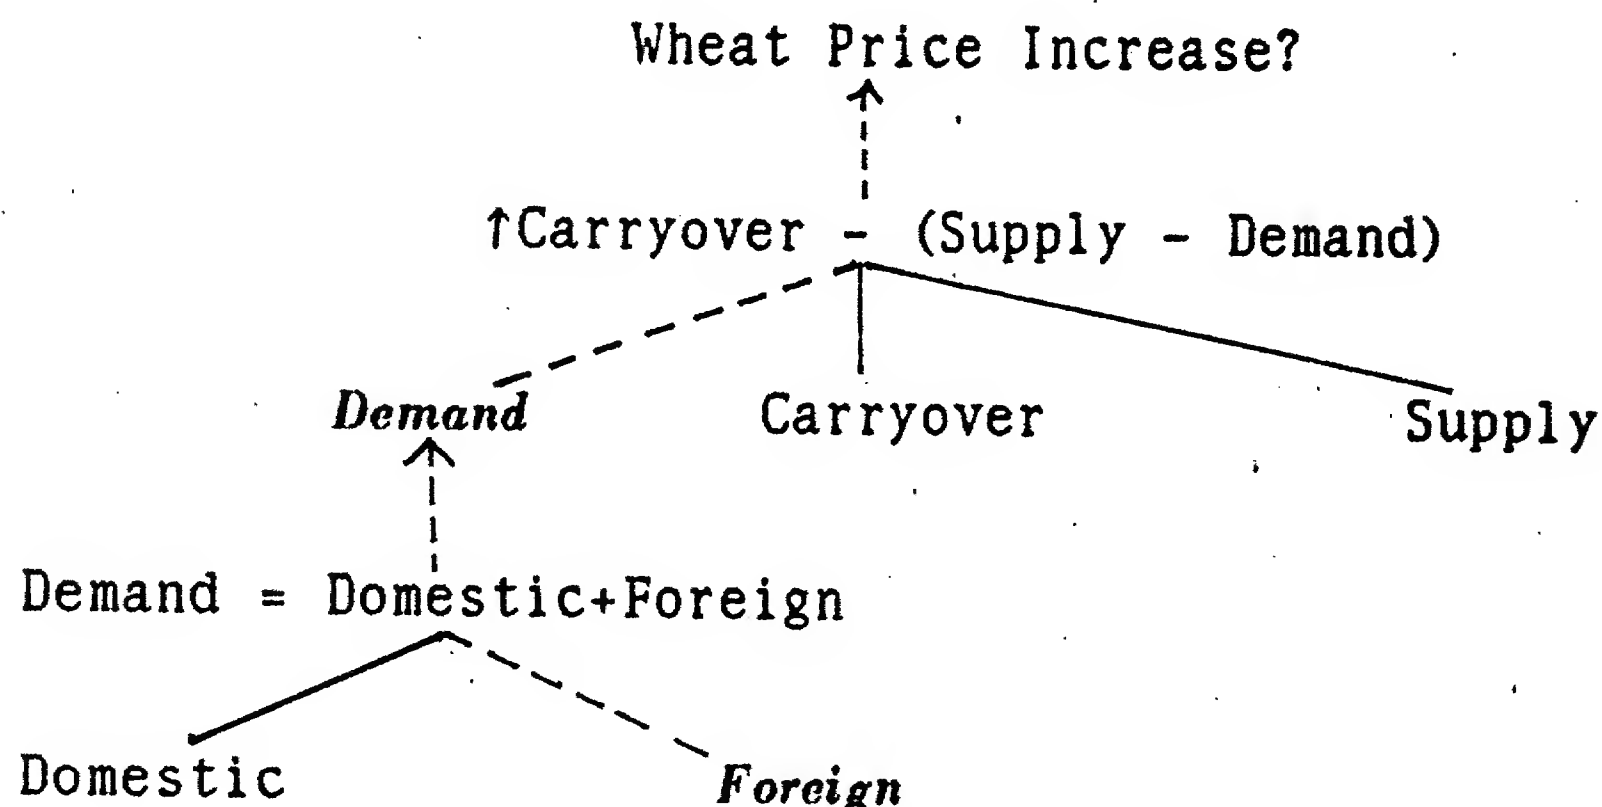 Wheat Price Increase?
↑Carryover - (Supply - Demand)
Demand Carryover Supply
Demand = Domestic+Foreign
Domestic Foreign